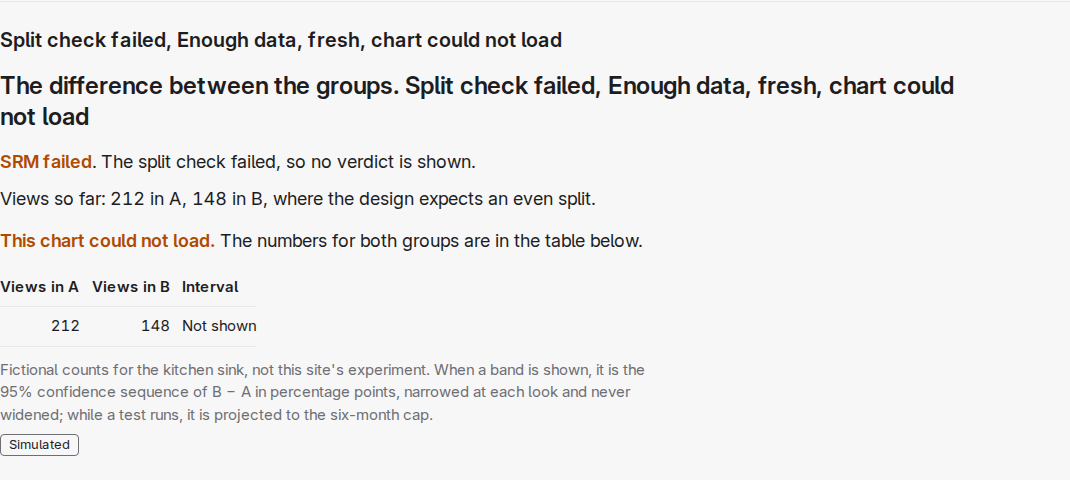 Split check failed, Enough data, fresh, chart could not load
The difference between the groups. Split check failed, Enough data, fresh, chart could
not load
SRM failed. The split check failed, so no verdict is shown.
Views so far: 212 in A, 148 in B, where the design expects an even split.
This chart could not load. The numbers for both groups are in the table below.
Views in A Views in B Interval
212 148 Not shown
Fictional counts for the kitchen sink, not this site's experiment. When a band is shown, it is the
95% confidence sequence of B − A in percentage points, narrowed at each look and never
widened; while a test runs, it is projected to the six-month cap.
Simulated